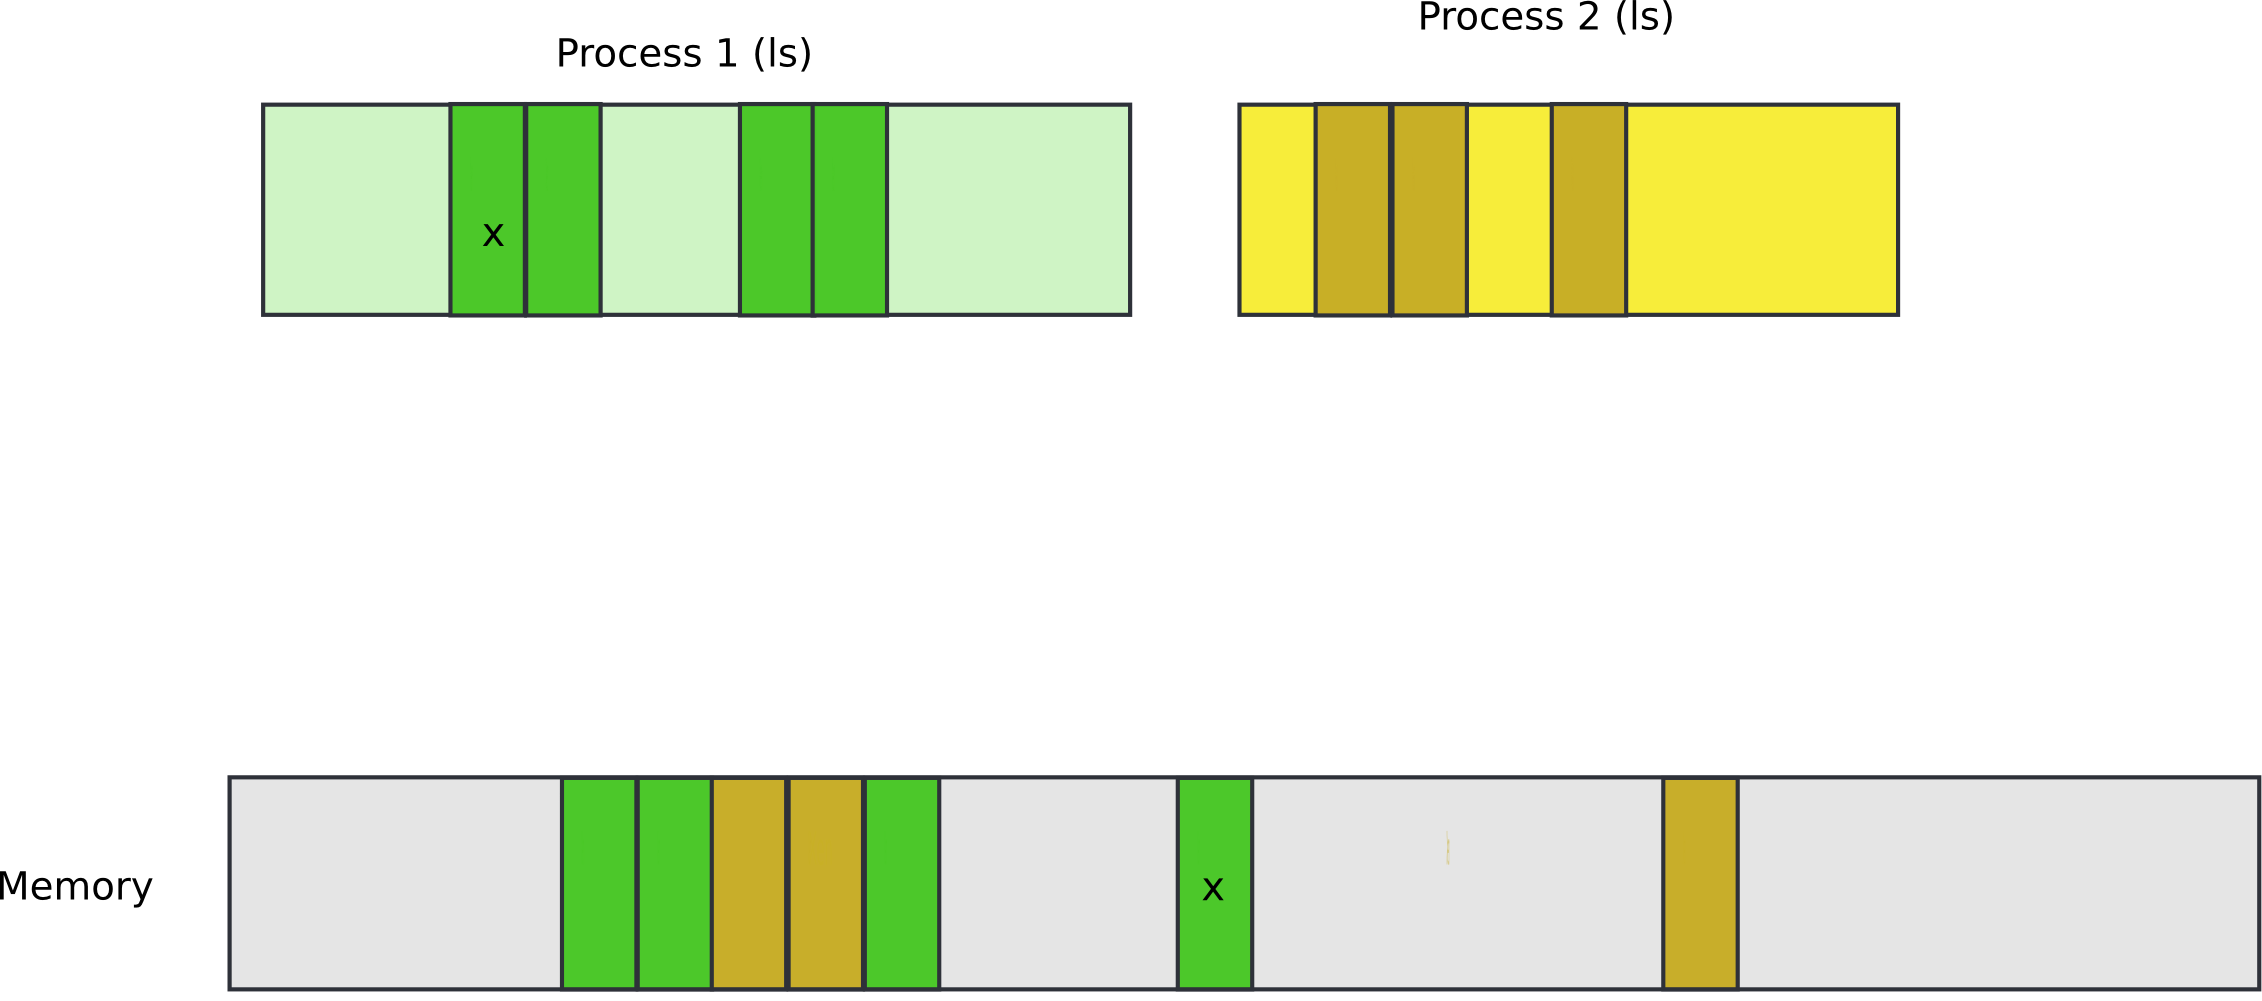 Process 1 (ls)
Process 2 (ls)
x
Memory
x